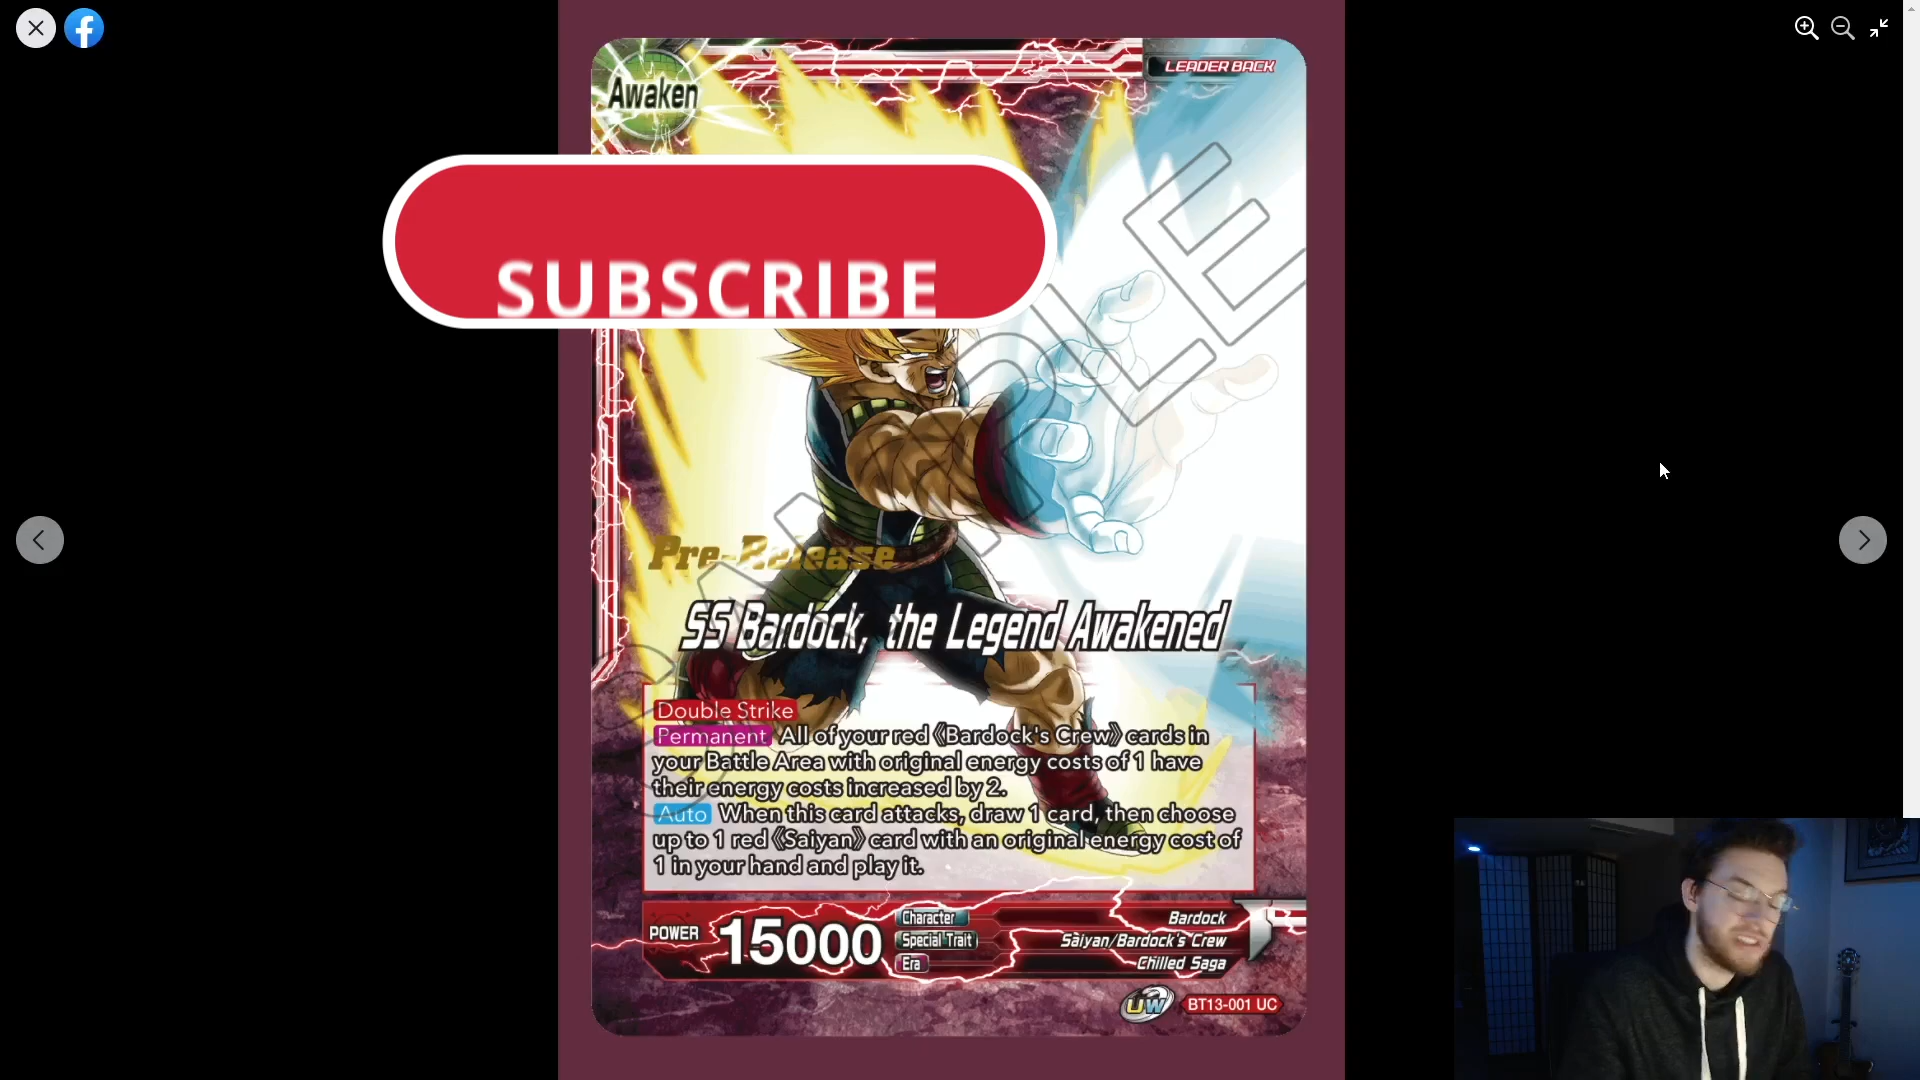 Awaken
LEADER BACK
SUBSCRIBE
SAMPLE
Pre-Release
SS Bardock, the Legend Awakened
Double Strike
Permanent All of your red 《Bardock's Crew》 cards in
your Battle Area with original energy costs of 1 have
their energy costs increased by 2.
Auto When this card attacks, draw 1 card, then choose
up to 1 red 《Saiyan》 card with an original energy cost of
1 in your hand and play it.
POWER 15000
Character Bardock
Special Trait Saiyan/Bardock's Crew
Era Chilled Saga
UW BT13-001 UC